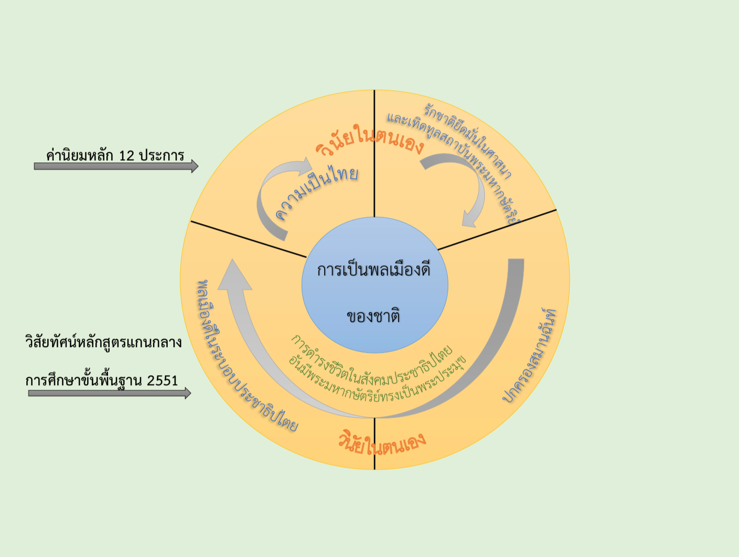 ค่านิยมหลัก 12 ประการ
วินัยในตนเอง
ความเป็นไทย
รักชาติยึดมั่นในศาสนา
และเทิดทูลสถาบันพระมหากษัตริย์
การเป็นพลเมืองดี
ของชาติ
วิสัยทัศน์หลักสูตรแกนกลาง
การศึกษาขั้นพื้นฐาน 2551
พลเมืองดีในระบอบประชาธิปไตย
การดำรงชีวิตในสังคมประชาธิปไตย
อันมีพระมหากษัตริย์ทรงเป็นพระประมุข
ปกครองสมานฉันท์
วินัยในตนเอง